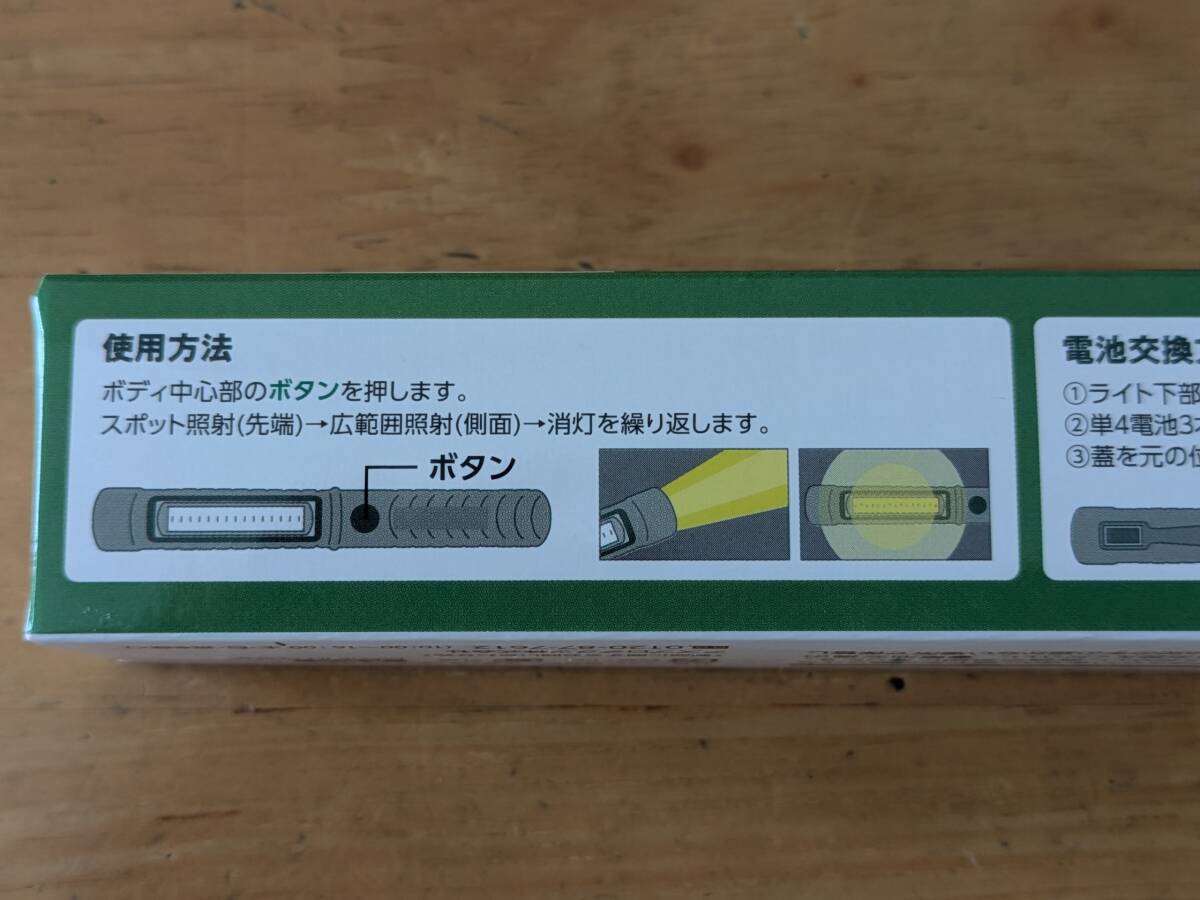 使用方法
ボディ中心部のボタンを押します。
スポット照射(先端)→広範囲照射(側面)→消灯を繰り返します。
ボタン
電池交換
①ライト下部
②単4電池3本
③蓋を元の位